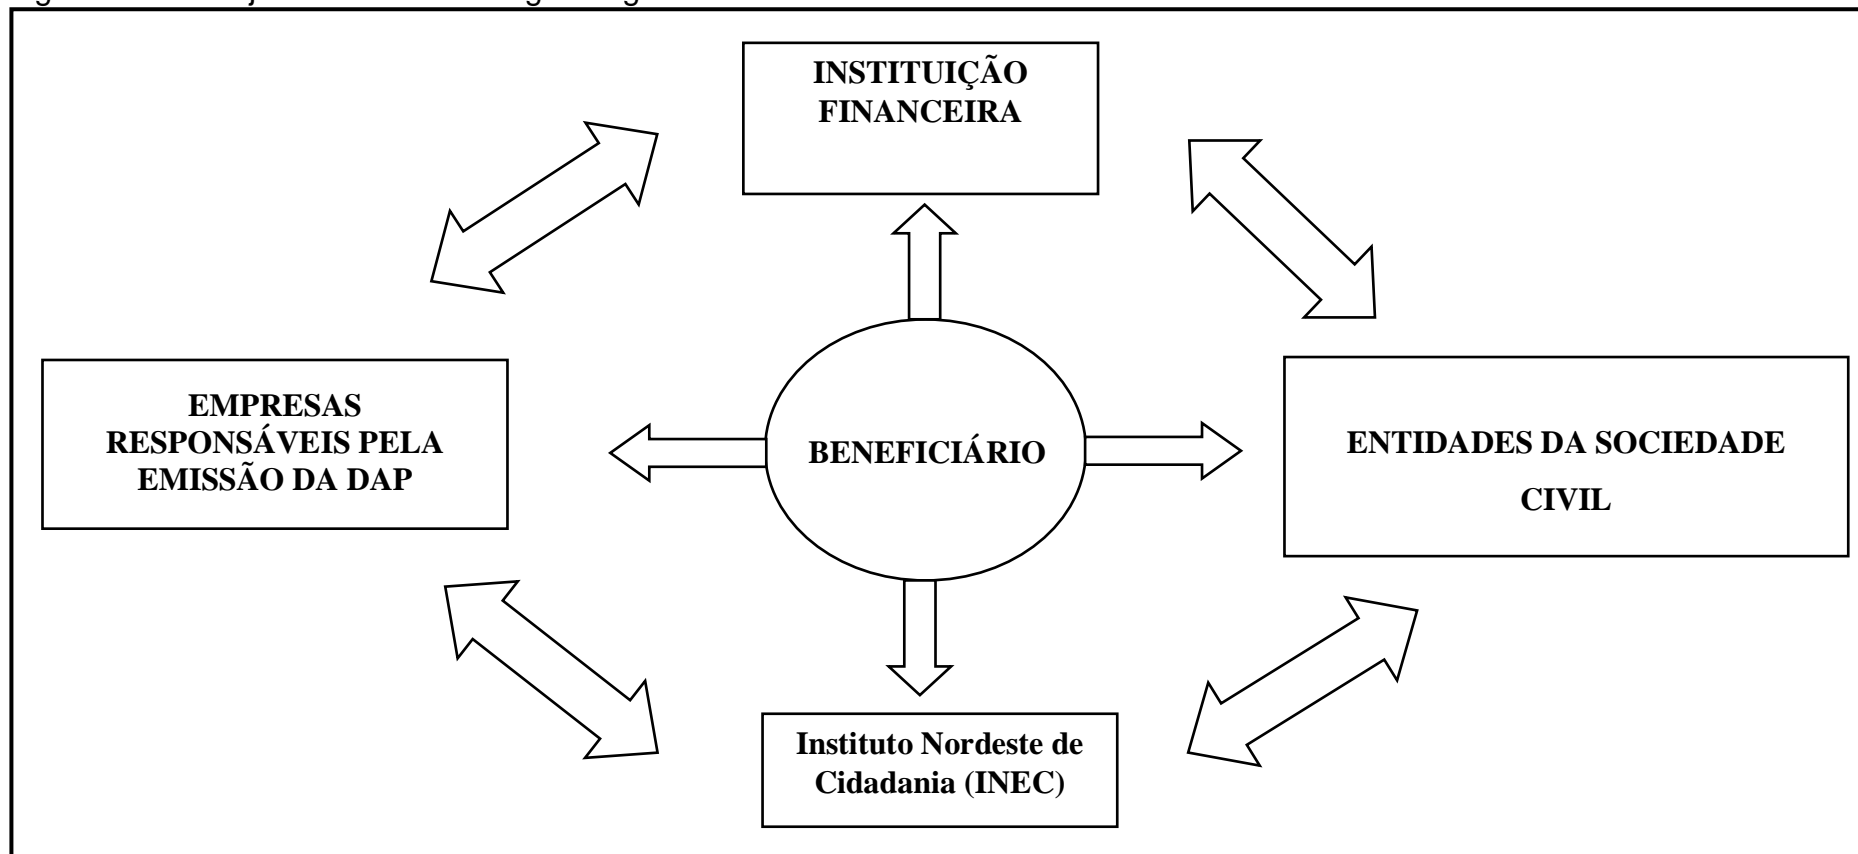 INSTITUIÇÃO
FINANCEIRA
EMPRESAS
RESPONSÁVEIS PELA
EMISSÃO DA DAP
BENEFICIÁRIO
ENTIDADES DA SOCIEDADE
CIVIL
Instituto Nordeste de
Cidadania (INEC)